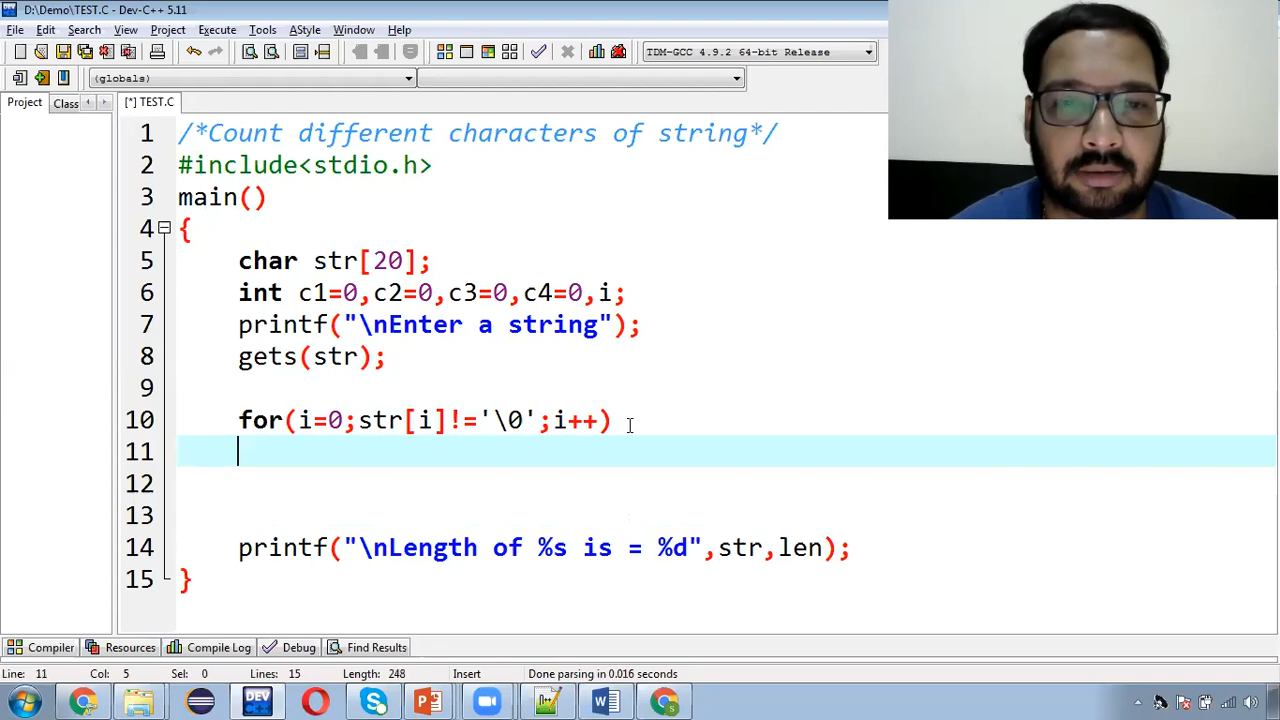 D:\Demo\TEST.C - Dev-C++ 5.11
File Edit Search View Project Execute Tools AStyle Window Help
TDM-GCC 4.9.2 64-bit Release
(globals)
Project Class [*] TEST.C
1 /*Count different characters of string*/
2 #include<stdio.h>
3 main()
4 {
5 char str[20];
6 int c1=0,c2=0,c3=0,c4=0,i;
7 printf("\nEnter a string");
8 gets(str);
9
10 for(i=0;str[i]!='\0';i++)
11
12
13
14 printf("\nLength of %s is = %d",str,len);
15 }
Compiler Resources Compile Log Debug Find Results
Line: 11 Col: 5 Sel: 0 Lines: 15 Length: 248 Insert Done parsing in 0.016 seconds
DEV